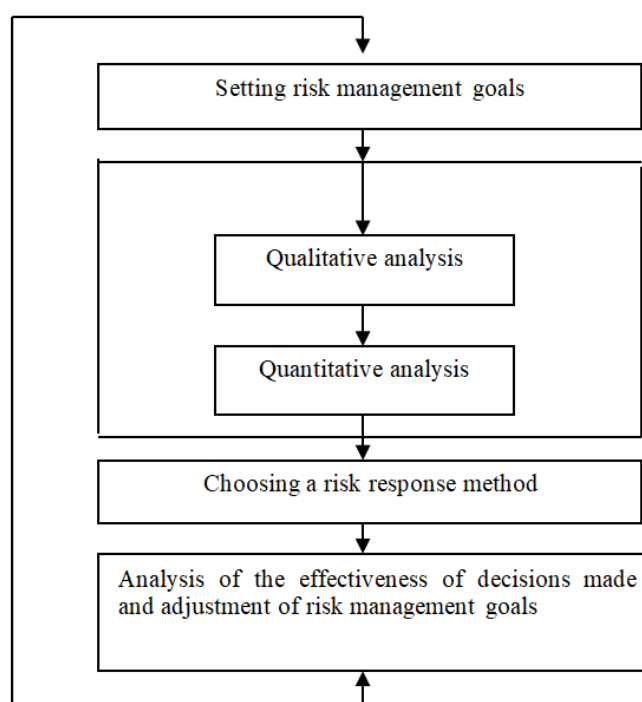 Setting risk management goals
Qualitative analysis
Quantitative analysis
Choosing a risk response method
Analysis of the effectiveness of decisions made
and adjustment of risk management goals